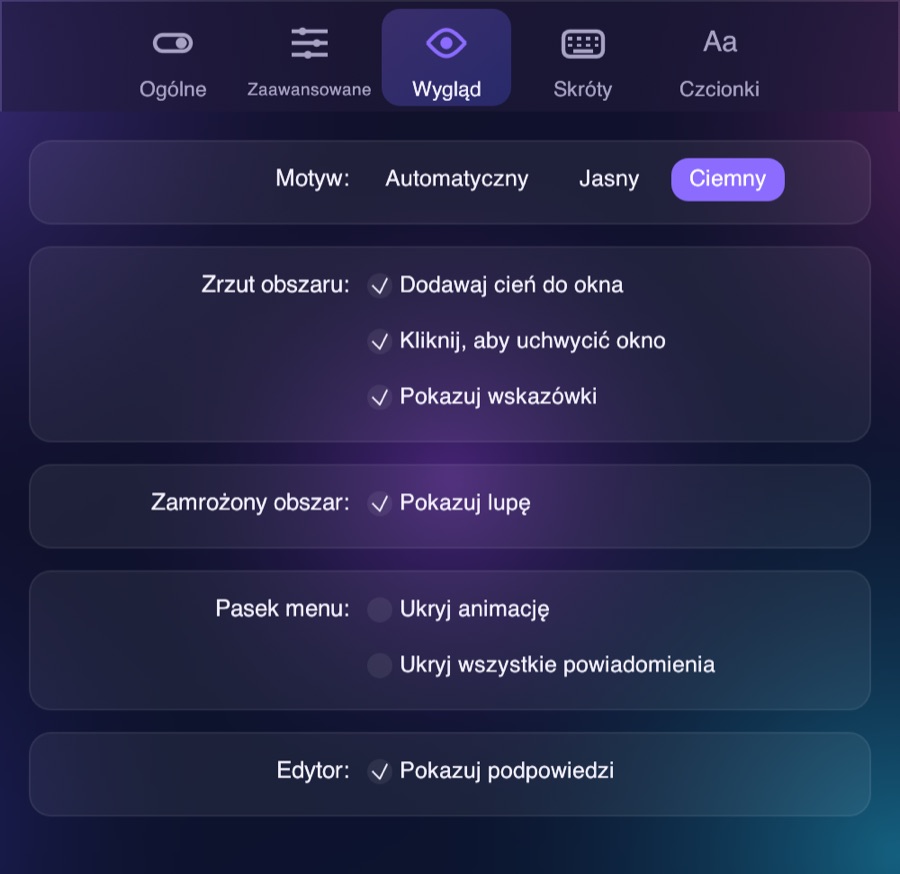 Ogólne
Zaawansowane
Wygląd
Skróty
Aa
Czcionki
Motyw: Automatyczny Jasny Ciemny
Zrzut obszaru: Dodawaj cień do okna
Kliknij, aby uchwycić okno
Pokazuj wskazówki
Zamrożony obszar: Pokazuj lupę
Pasek menu: Ukryj animację
Ukryj wszystkie powiadomienia
Edytor: Pokazuj podpowiedzi